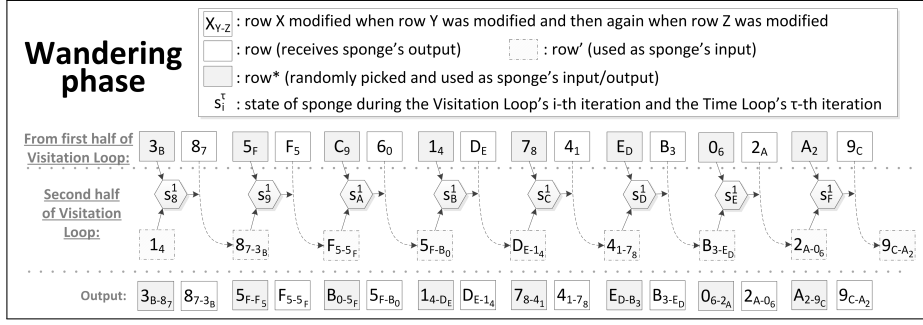 Wandering
phase
X_{Y-Z} : row X modified when row Y was modified and then again when row Z was modified
: row (receives sponge's output) : row' (used as sponge's input)
: row* (randomly picked and used as sponge's input/output)
s_i^τ : state of sponge during the Visitation Loop's i-th iteration and the Time Loop's τ-th iteration
From first half of
Visitation Loop:
3_B 8_7 5_F F_5 C_9 6_0 1_4 D_E 7_8 4_1 E_D B_3 0_6 2_A A_2 9_C
Second half
of Visitation
Loop:
s_8^1 s_9^1 s_A^1 s_B^1 s_C^1 s_D^1 s_E^1 s_F^1
1_4 8_{7-3_B} F_{5-5_F} 5_{F-B_0} D_{E-1_4} 4_{1-7_8} B_{3-E_D} 2_{A-0_6} 9_{C-A_2}
Output: 3_{B-8_7} 8_{7-3_B} 5_{F-F_5} F_{5-5_F} B_{0-5_F} 5_{F-B_0} 1_{4-D_E} D_{E-1_4} 7_{8-4_1} 4_{1-7_8} E_{D-B_3} B_{3-E_D} 0_{6-2_A} 2_{A-0_6} A_{2-9_C} 9_{C-A_2}